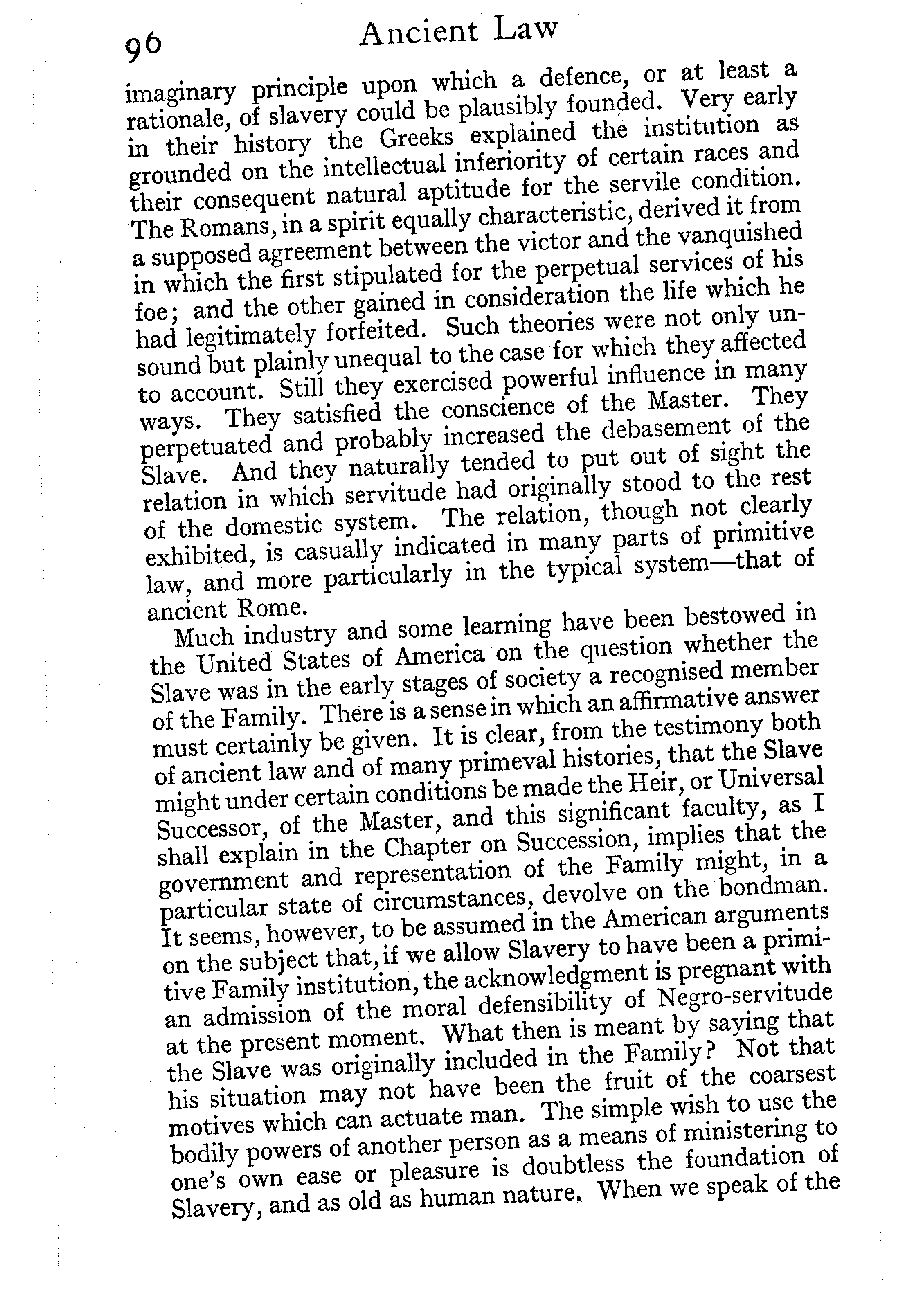 96 Ancient Law
imaginary principle upon which a defence, or at least a
rationale, of slavery could be plausibly founded. Very early
in their history the Greeks explained the institution as
grounded on the intellectual inferiority of certain races and
their consequent natural aptitude for the servile condition.
The Romans, in a spirit equally characteristic, derived it from
a supposed agreement between the victor and the vanquished
in which the first stipulated for the perpetual services of his
foe; and the other gained in consideration the life which he
had legitimately forfeited. Such theories were not only un-
sound but plainly unequal to the case for which they affected
to account. Still they exercised powerful influence in many
ways. They satisfied the conscience of the Master. They
perpetuated and probably increased the debasement of the
Slave. And they naturally tended to put out of sight the
relation in which servitude had originally stood to the rest
of the domestic system. The relation, though not clearly
exhibited, is casually indicated in many parts of primitive
law, and more particularly in the typical system—that of
ancient Rome.
Much industry and some learning have been bestowed in
the United States of America on the question whether the
Slave was in the early stages of society a recognised member
of the Family. There is a sense in which an affirmative answer
must certainly be given. It is clear, from the testimony both
of ancient law and of many primeval histories, that the Slave
might under certain conditions be made the Heir, or Universal
Successor, of the Master, and this significant faculty, as I
shall explain in the Chapter on Succession, implies that the
government and representation of the Family might, in a
particular state of circumstances, devolve on the bondman.
It seems, however, to be assumed in the American arguments
on the subject that, if we allow Slavery to have been a primi-
tive Family institution, the acknowledgment is pregnant with
an admission of the moral defensibility of Negro-servitude
at the present moment. What then is meant by saying that
the Slave was originally included in the Family? Not that
his situation may not have been the fruit of the coarsest
motives which can actuate man. The simple wish to use the
bodily powers of another person as a means of ministering to
one's own ease or pleasure is doubtless the foundation of
Slavery, and as old as human nature. When we speak of the